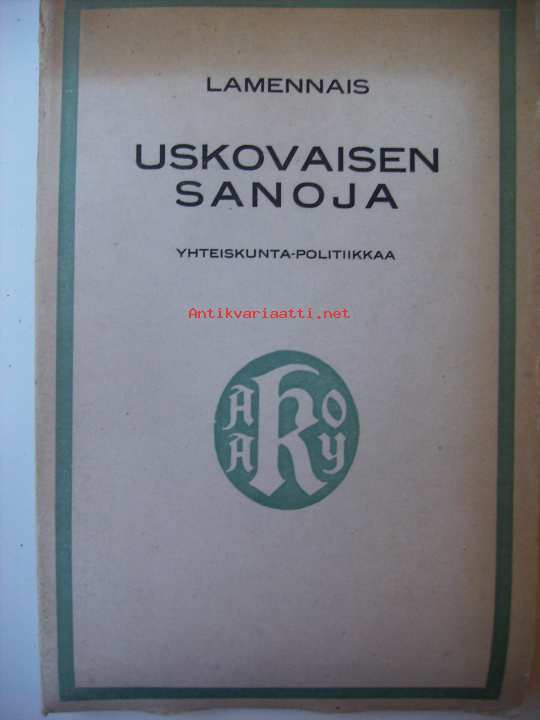 LAMENNAIS
USKOVAISEN
SANOJA
YHTEISKUNTA-POLITIIKKAA
Antikvariaatti.net
A K O
A Y